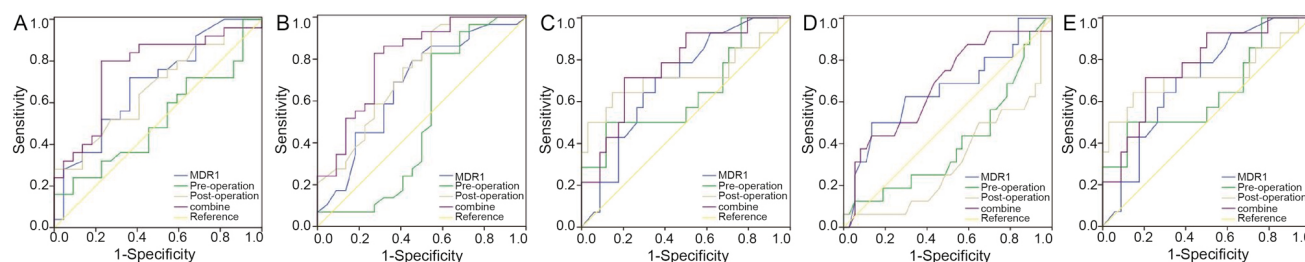 A
B
C
D
E
1.0
0.8
0.6
0.4
0.2
0.0
Sensitivity
0.0 0.2 0.4 0.6 0.8 1.0
1-Specificity
MDR1
Pre-operation
Post-operation
combine
Reference
1.0
0.8
0.6
0.4
0.2
0.0
Sensitivity
0.0 0.2 0.4 0.6 0.8 1.0
1-Specificity
MDR1
Pre-operation
Post-operation
combine
Reference
1.0
0.8
0.6
0.4
0.2
0.0
Sensitivity
0.0 0.2 0.4 0.6 0.8 1.0
1-Specificity
MDR1
Pre-operation
Post-operation
combine
Reference
1.0
0.8
0.6
0.4
0.2
0.0
Sensitivity
0.0 0.2 0.4 0.6 0.8 1.0
1-Specificity
MDR1
Pre-operation
Post-operation
combine
Reference
1.0
0.8
0.6
0.4
0.2
0.0
Sensitivity
0.0 0.2 0.4 0.6 0.8 1.0
1-Specificity
MDR1
Pre-operation
Post-operation
combine
Reference